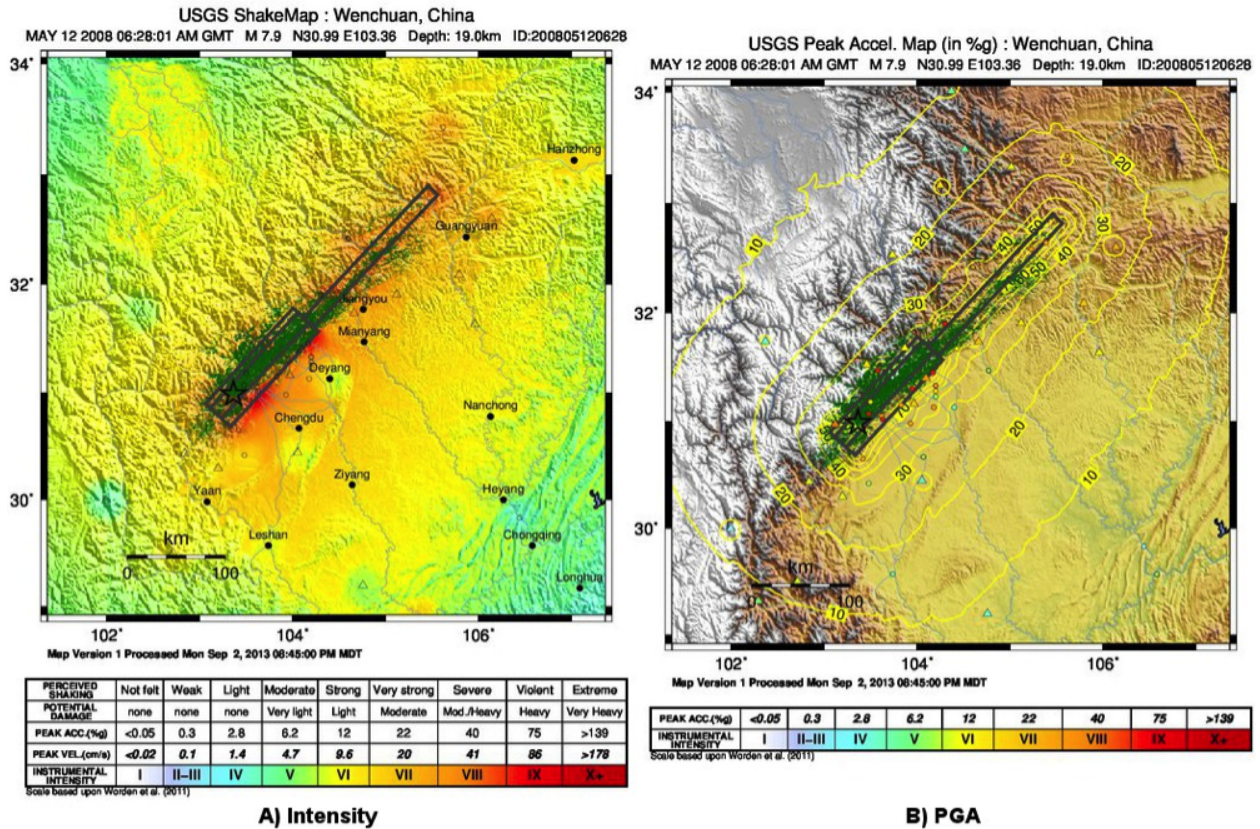 USGS ShakeMap : Wenchuan, China
MAY 12 2008 06:28:01 AM GMT M 7.9 N30.99 E103.36 Depth: 19.0km ID:200805120628
34°
32°
30°
Hanzhong
Guangyuan
Mianyang
Deyang
Chengdu
Nanchong
Ziyang
Yaan
Heyang
Leshan
Chongqing
Longhua
km
0 100
102° 104° 106°
Map Version 1 Processed Mon Sep 2, 2013 08:45:00 PM MDT
PERCEIVED SHAKING Not felt Weak Light Moderate Strong Very strong Severe Violent Extreme
POTENTIAL DAMAGE none none none Very light Light Moderate Mod./Heavy Heavy Very Heavy
PEAK ACC.(%g) <0.05 0.3 2.8 6.2 12 22 40 75 >139
PEAK VEL.(cm/s) <0.02 0.1 1.4 4.7 9.6 20 41 86 >178
INSTRUMENTAL INTENSITY I II-III IV V VI VII VIII IX X+
Scale based upon Worden et al. (2011)
A) Intensity
USGS Peak Accel. Map (in %g) : Wenchuan, China
MAY 12 2008 06:28:01 AM GMT M 7.9 N30.99 E103.36 Depth: 19.0km ID:200805120628
34°
32°
30°
10
20
20
30
30
40
40
70
40
30
20
20
10
10
km
0 100
102° 104° 106°
Map Version 1 Processed Mon Sep 2, 2013 08:45:00 PM MDT
PEAK ACC.(%g) <0.05 0.3 2.8 6.2 12 22 40 75 >139
INSTRUMENTAL INTENSITY I II-III IV V VI VII VIII IX X+
Scale based upon Worden et al. (2011)
B) PGA